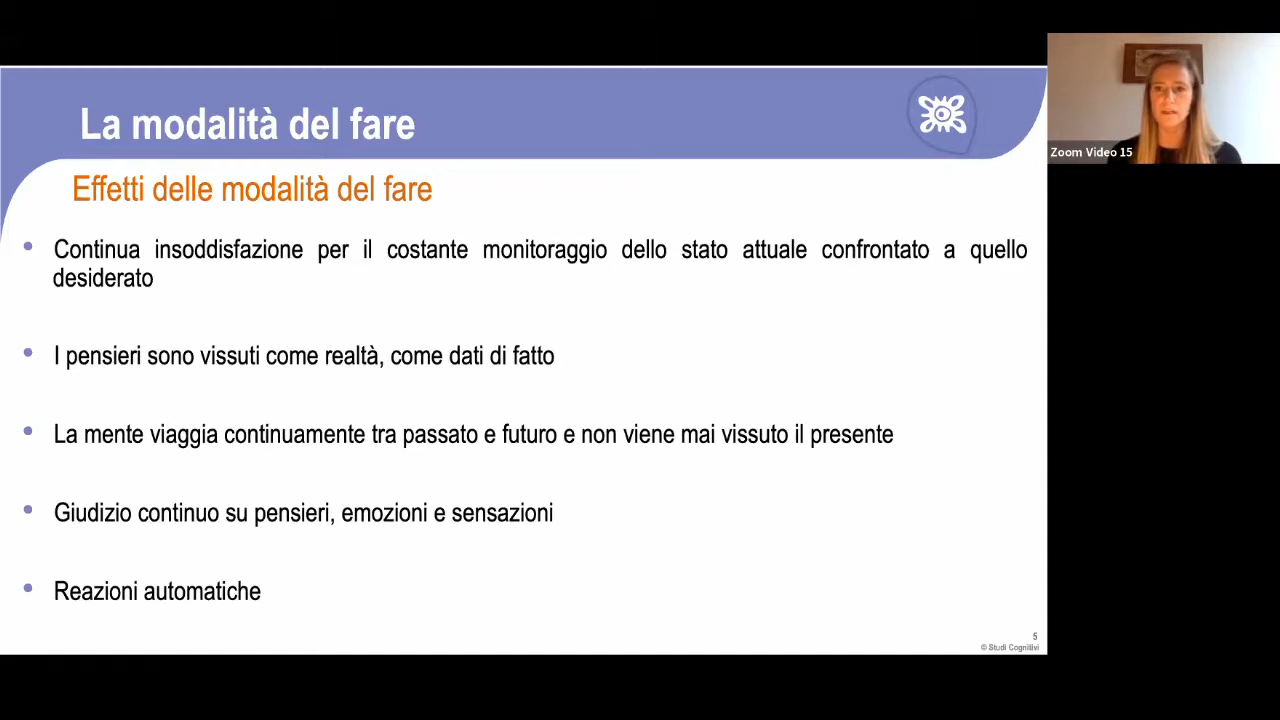 La modalità del fare
Effetti delle modalità del fare
Continua insoddisfazione per il costante monitoraggio dello stato attuale confrontato a quello
desiderato
I pensieri sono vissuti come realtà, come dati di fatto
La mente viaggia continuamente tra passato e futuro e non viene mai vissuto il presente
Giudizio continuo su pensieri, emozioni e sensazioni
Reazioni automatiche
5
© Studi Cognitivi
Zoom Video 15